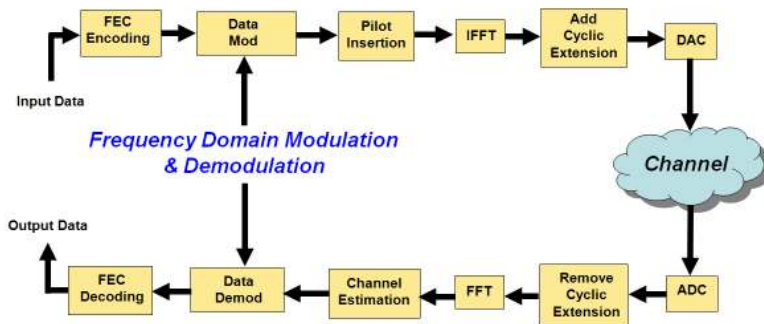 FEC
Encoding
Data
Mod
Pilot
Insertion
IFFT
Add
Cyclic
Extension
DAC
Input Data
Frequency Domain Modulation
& Demodulation
Channel
Output Data
FEC
Decoding
Data
Demod
Channel
Estimation
FFT
Remove
Cyclic
Extension
ADC